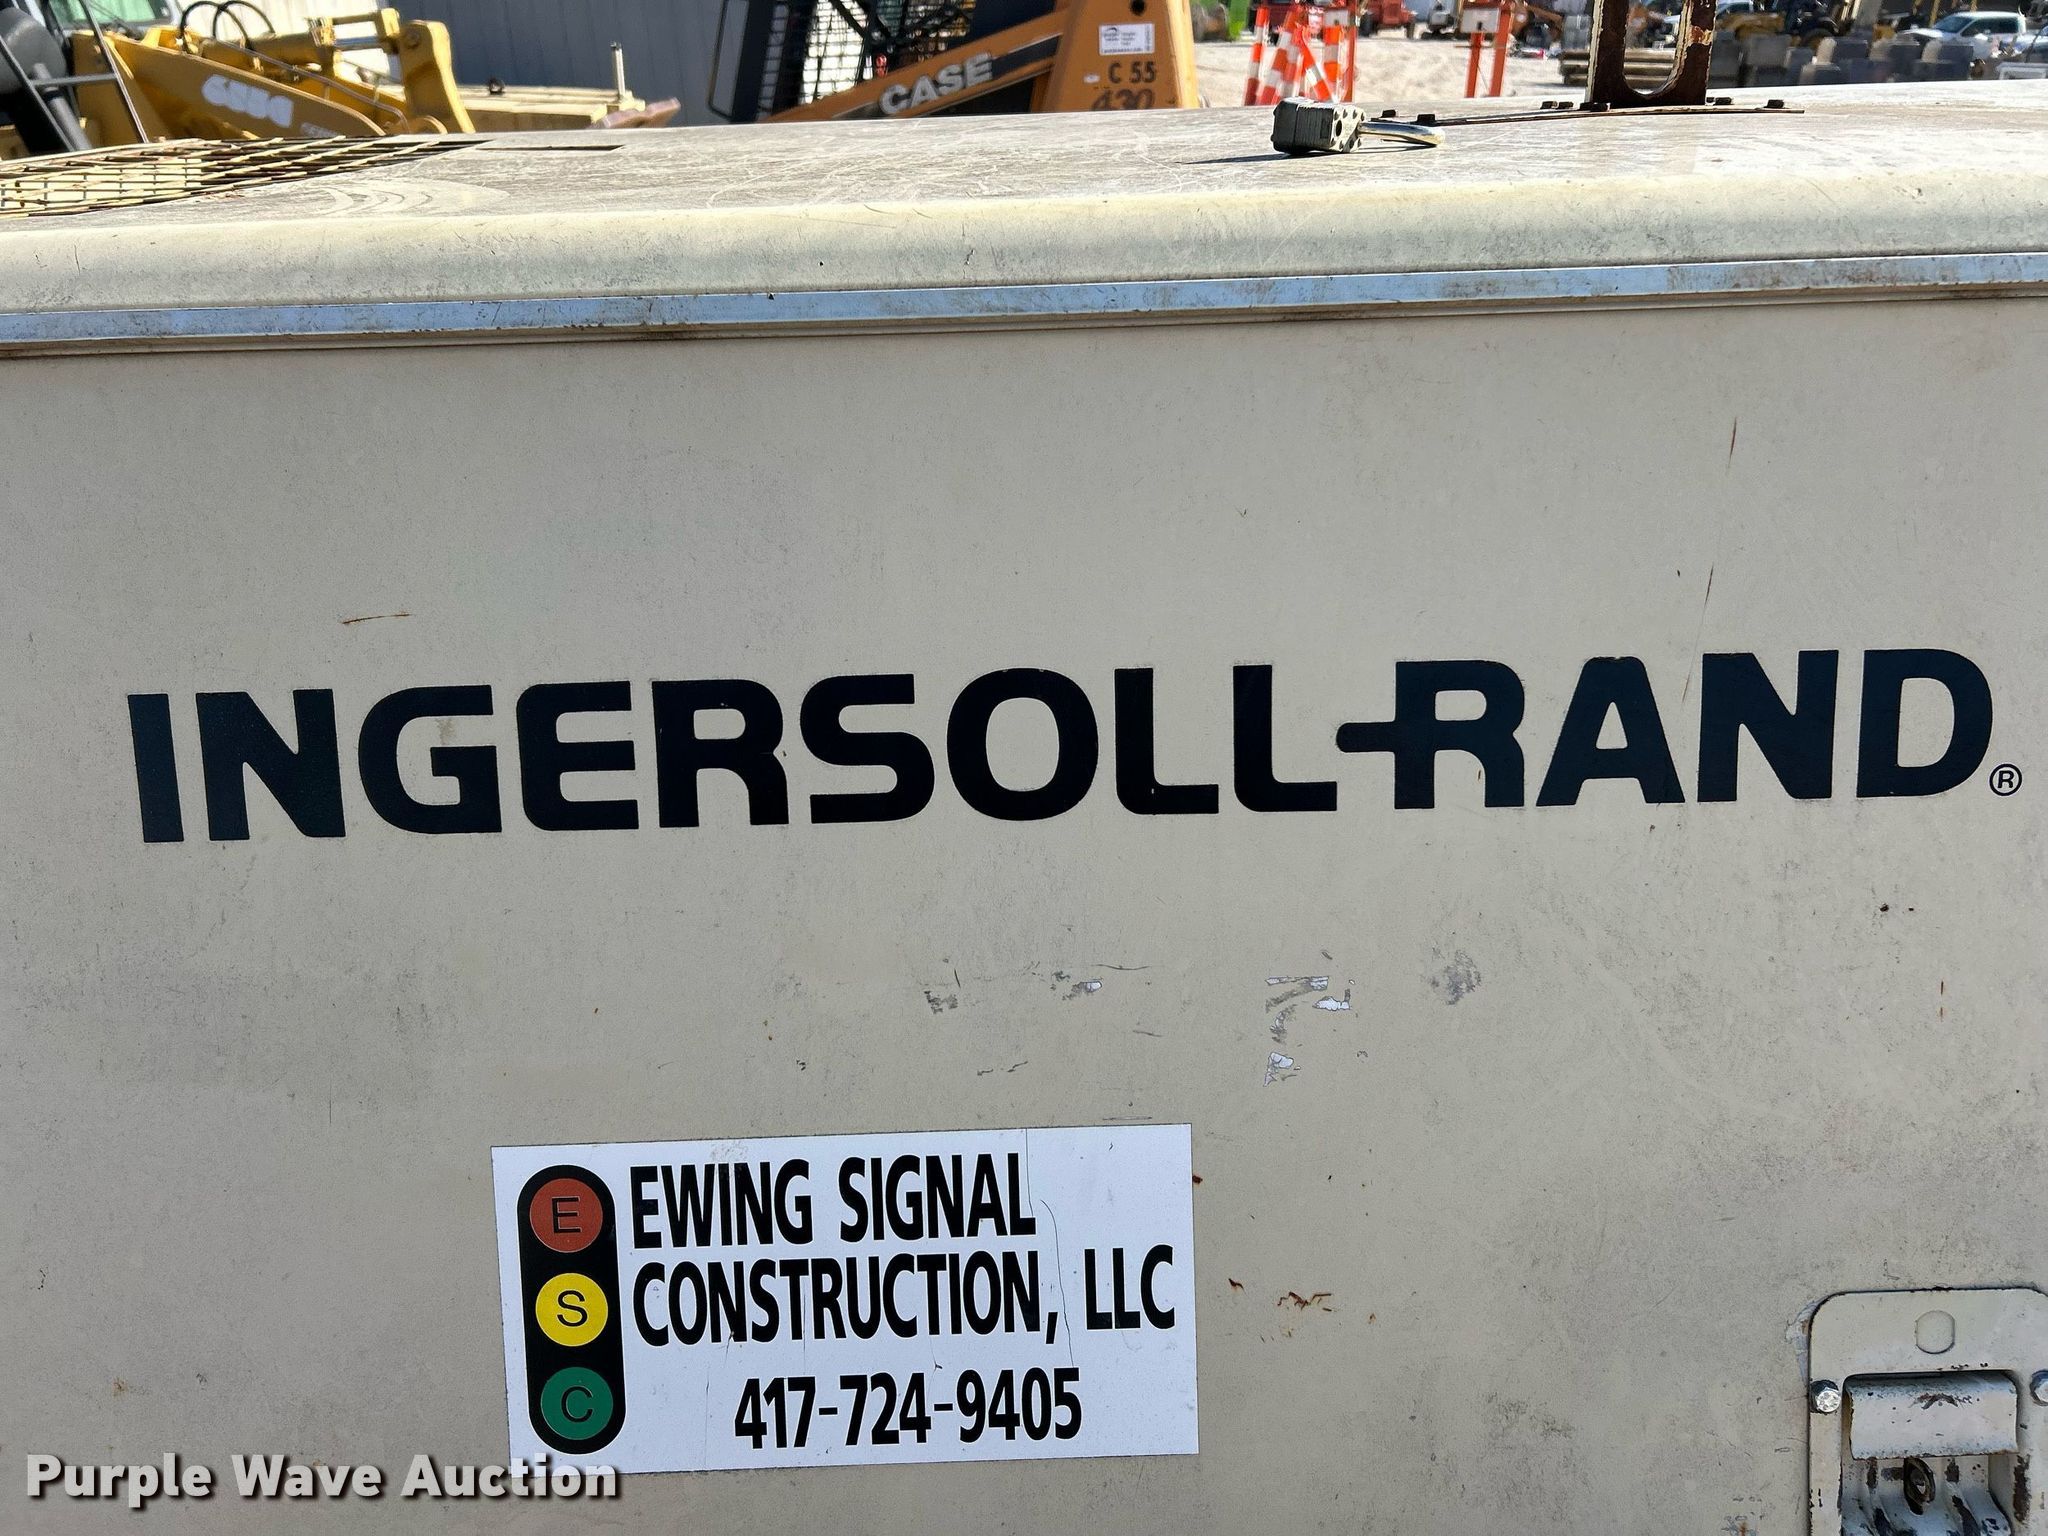 CASE
C 55
430
INGERSOLL-RAND®
E
S
C
EWING SIGNAL
CONSTRUCTION, LLC
417-724-9405
Purple Wave Auction